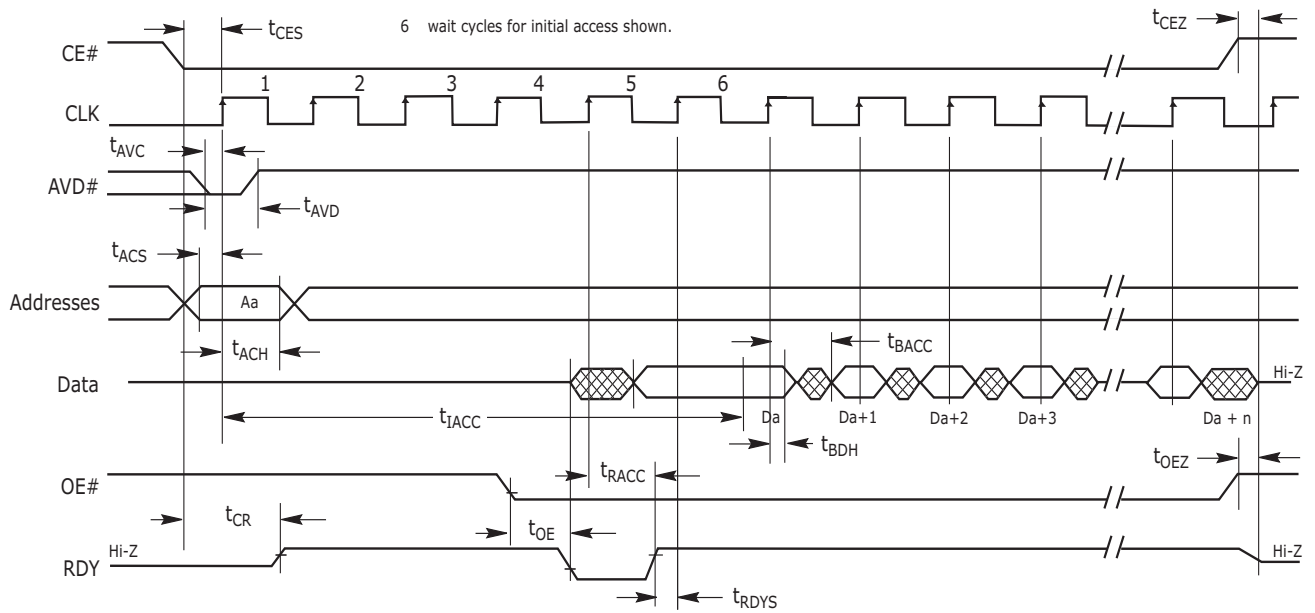 6 wait cycles for initial access shown.
tCES
tCEZ
CE#
1 2 3 4 5 6
CLK
tAVC
AVD#
tAVD
tACS
Addresses
Aa
tACH
tBACC
Data
Hi-Z
tIACC
Da Da+1 Da+2 Da+3 Da + n
tBDH
tOEZ
tRACC
OE#
tCR
tOE
Hi-Z
Hi-Z
RDY
tRDYS